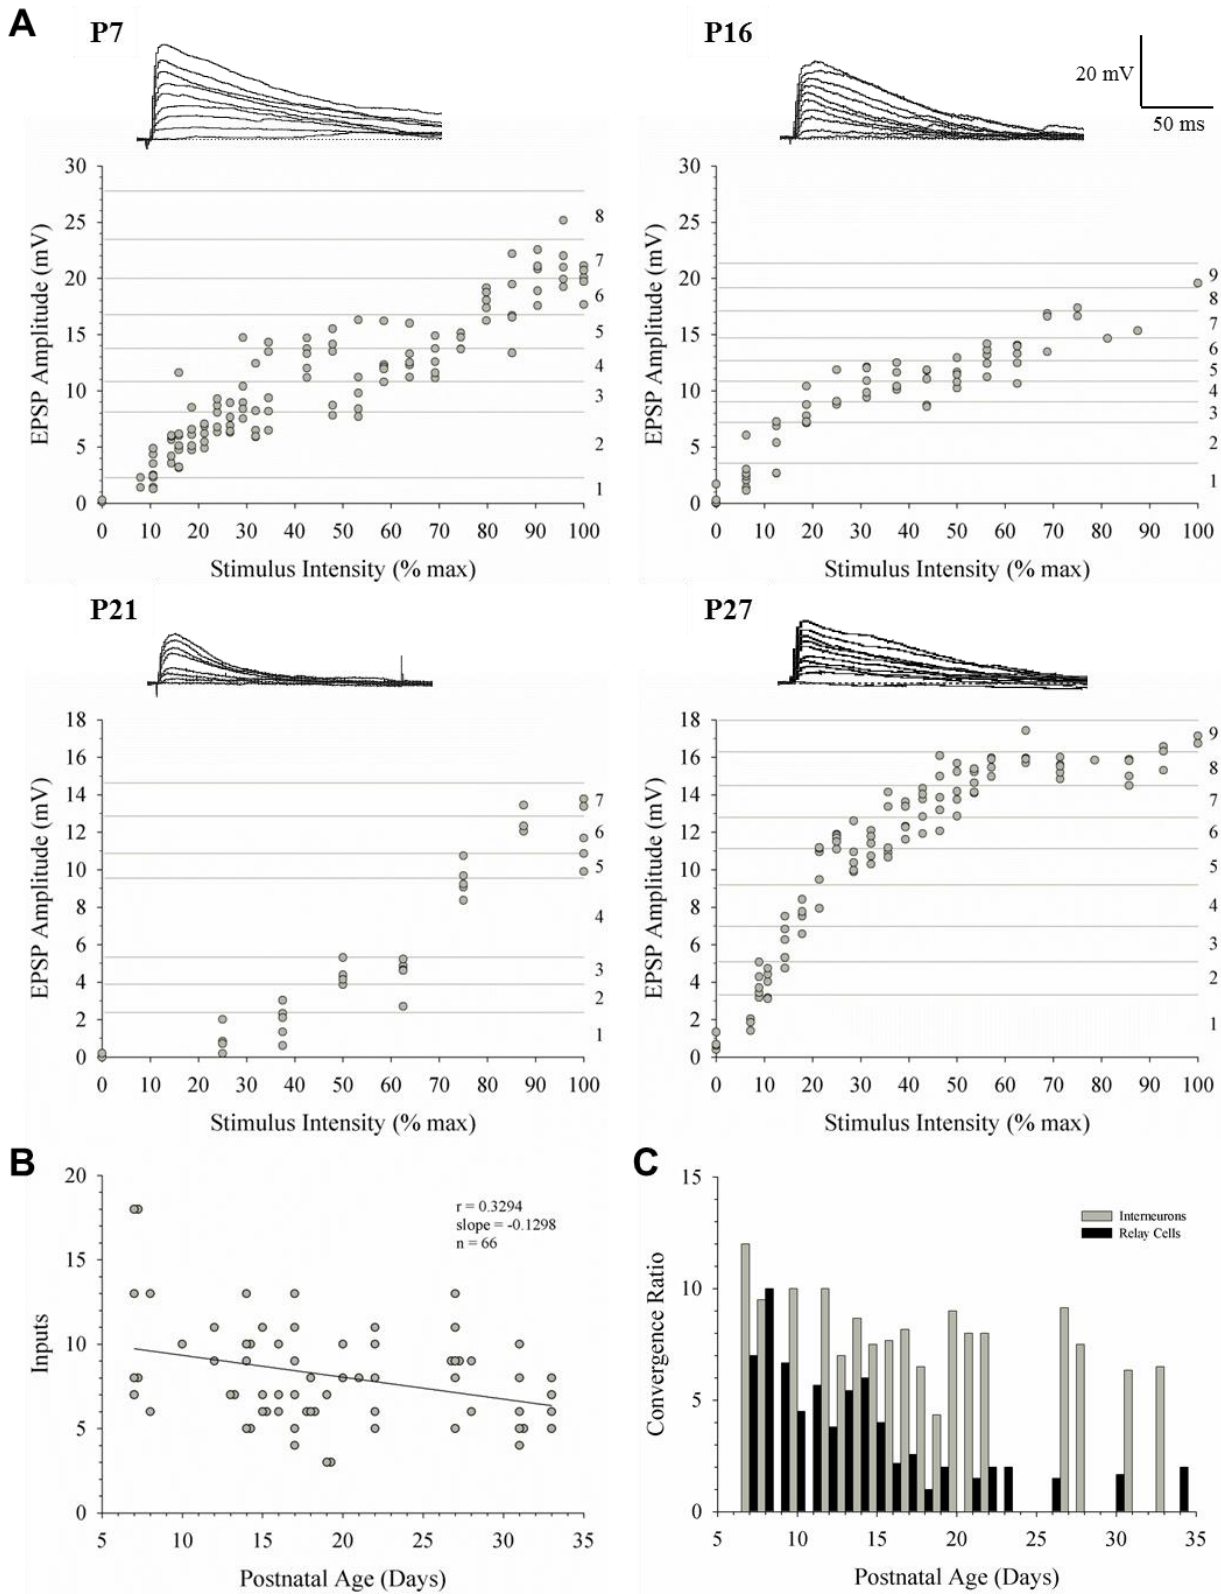 A
P7
P16
20 mV
50 ms
30
25
20
15
10
5
0
EPSP Amplitude (mV)
8
7
6
5
4
3
2
1
0 10 20 30 40 50 60 70 80 90 100
Stimulus Intensity (% max)
30
25
20
15
10
5
0
EPSP Amplitude (mV)
9
8
7
6
5
4
3
2
1
0 10 20 30 40 50 60 70 80 90 100
Stimulus Intensity (% max)
P21
18
16
14
12
10
8
6
4
2
0
EPSP Amplitude (mV)
7
6
5
4
3
2
1
0 10 20 30 40 50 60 70 80 90 100
Stimulus Intensity (% max)
P27
18
16
14
12
10
8
6
4
2
0
EPSP Amplitude (mV)
9
8
7
5
4
3
2
1
0 10 20 30 40 50 60 70 80 90 100
Stimulus Intensity (% max)
B
20
15
10
5
0
Inputs
r = 0.3294
slope = -0.1298
n = 66
5 10 15 20 25 30 35
Postnatal Age (Days)
C
15
10
5
0
Convergence Ratio
Interneurons
Relay Cells
5 10 15 20 25 30 35
Postnatal Age (Days)